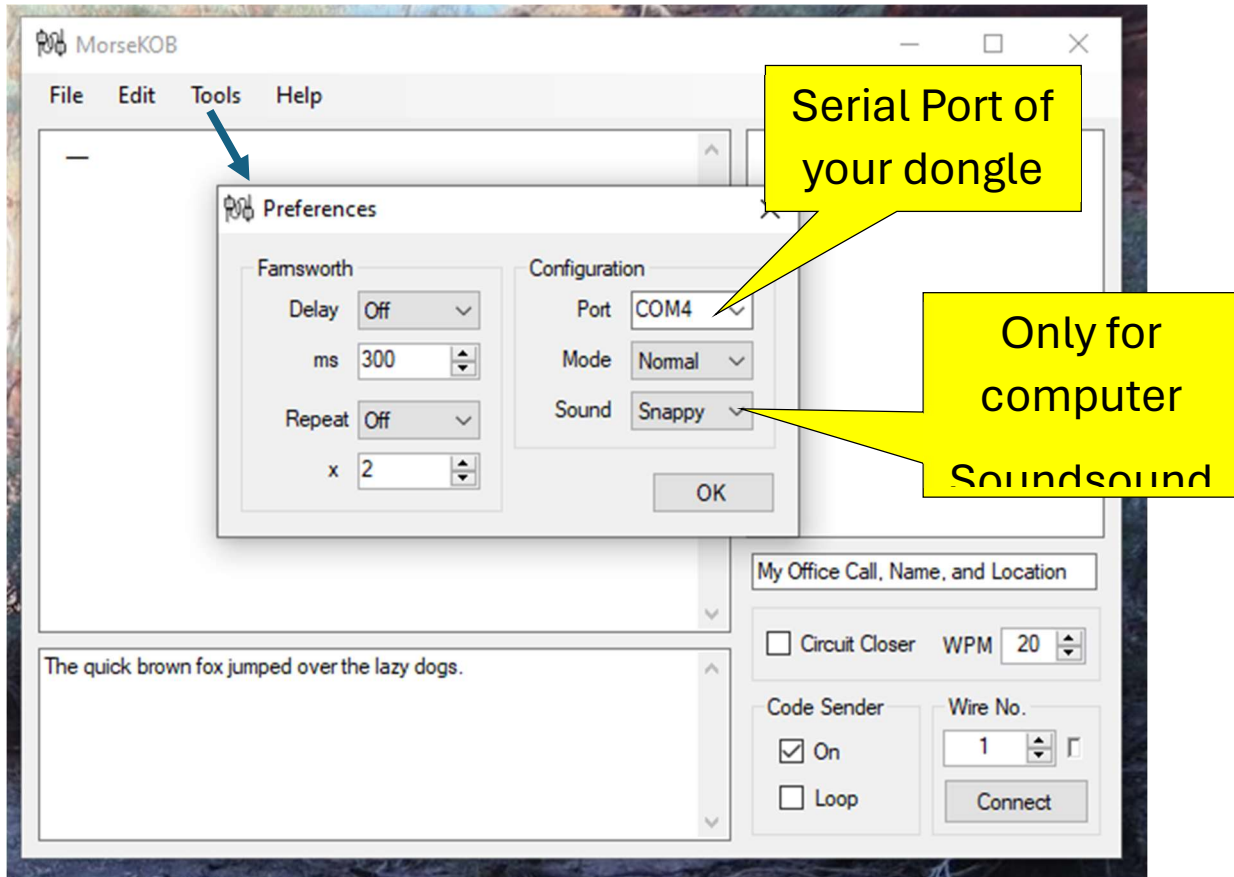 MorseKOB
File Edit Tools Help
Serial Port of
your dongle
Preferences
Farnsworth
Delay Off
ms 300
Repeat Off
x 2
Configuration
Port COM4
Mode Normal
Sound Snappy
OK
Only for
computer
Soundsound
My Office Call, Name, and Location
Circuit Closer WPM 20
The quick brown fox jumped over the lazy dogs.
Code Sender
On
Loop
Wire No.
1
Connect